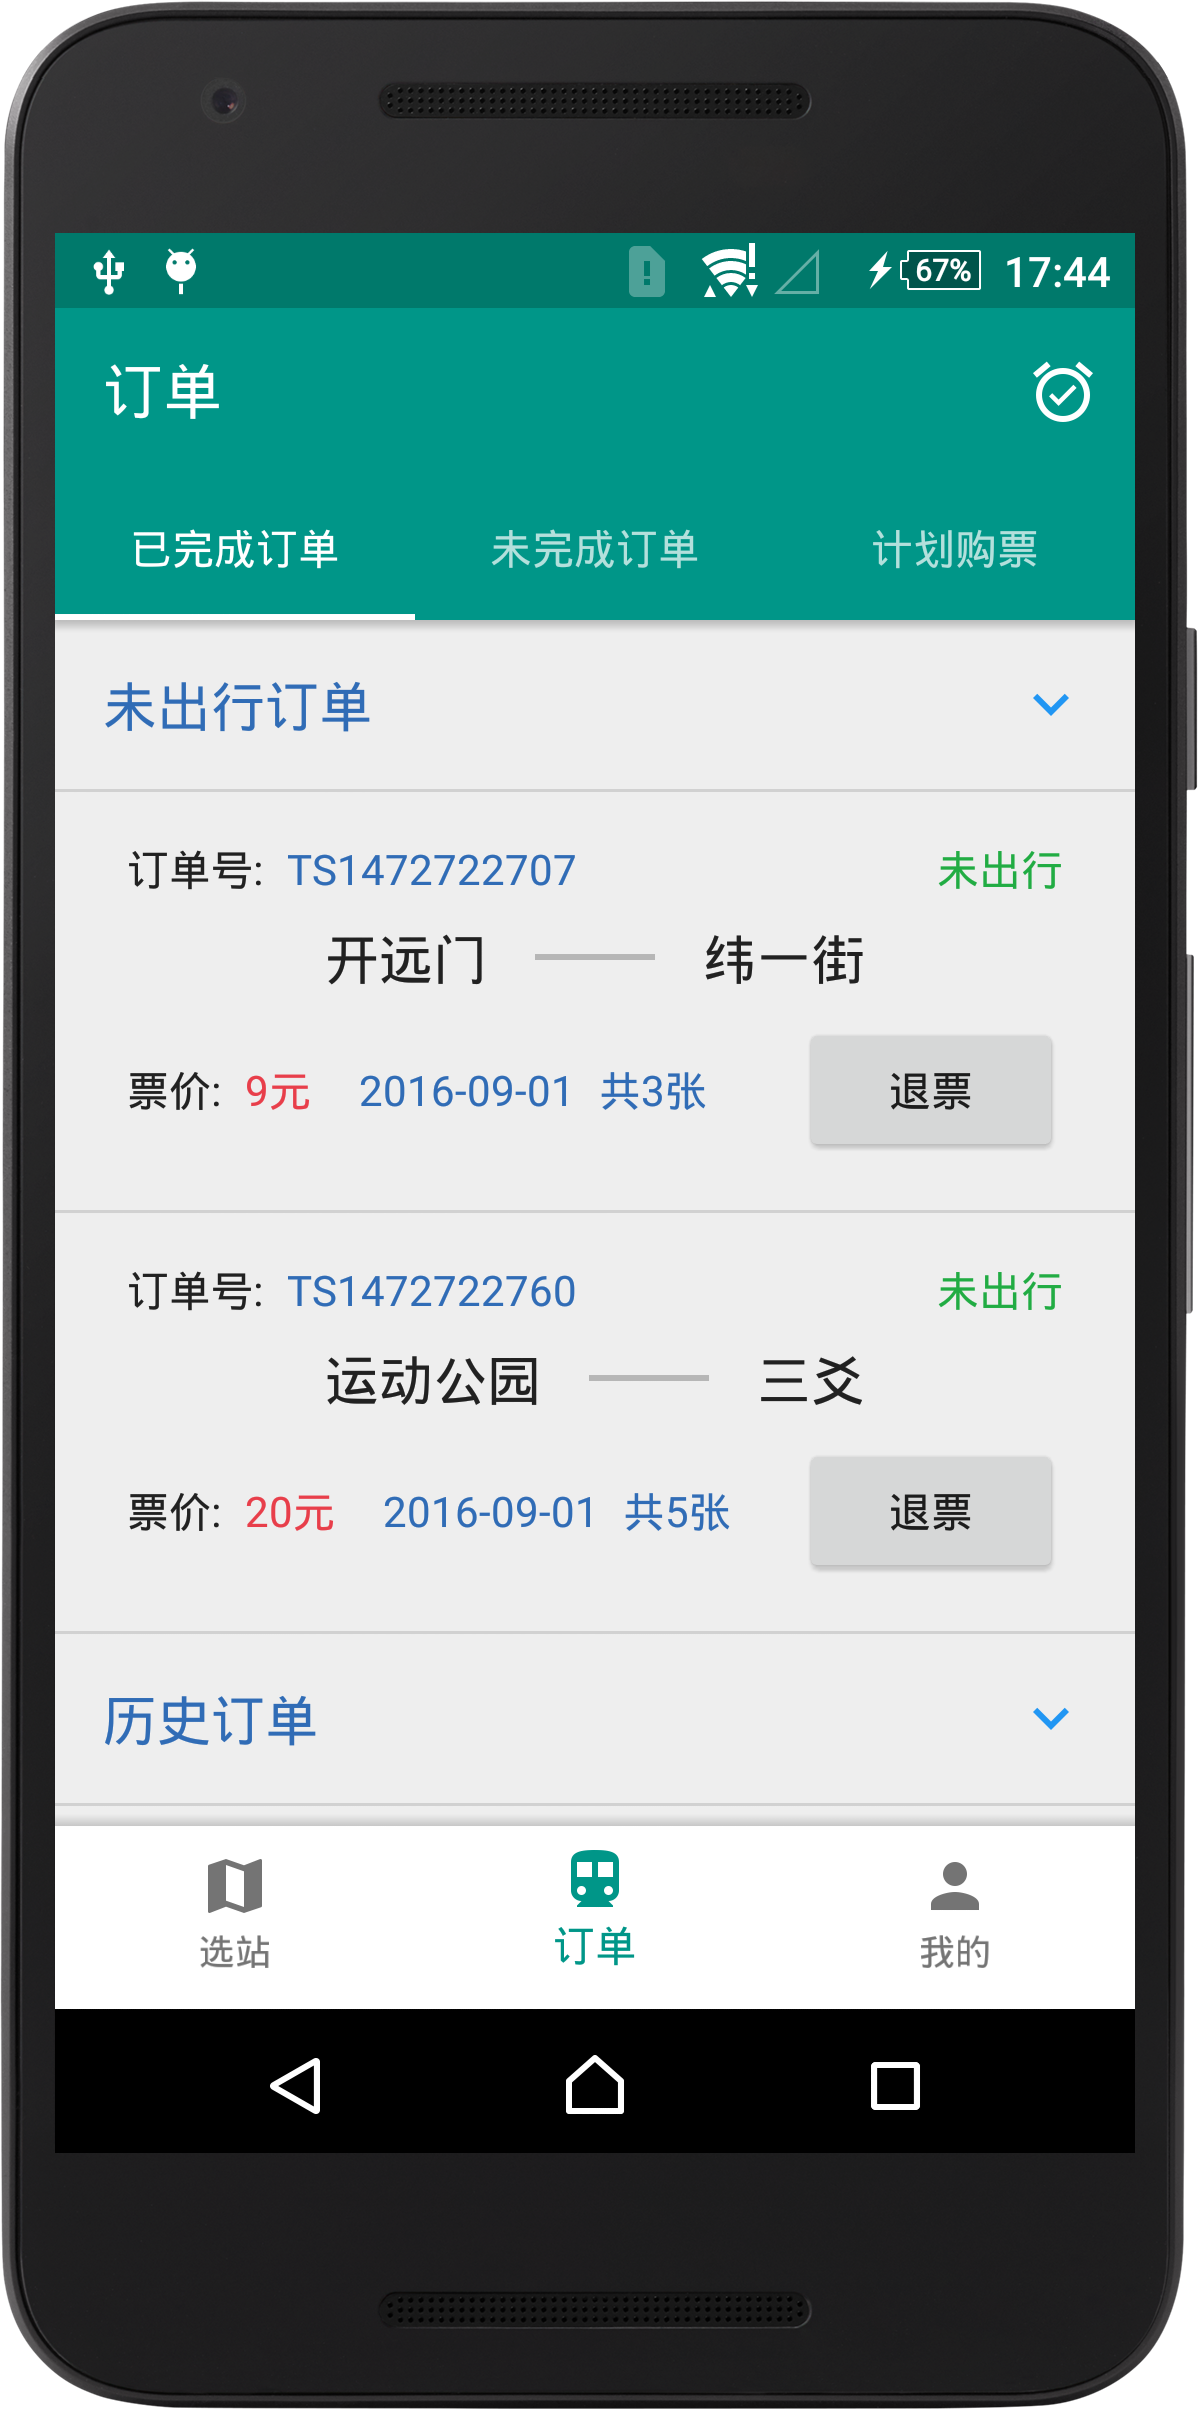 67% 17:44
订单
已完成订单 未完成订单 计划购票
未出行订单
订单号: TS1472722707 未出行
开远门 纬一街
票价: 9元 2016-09-01 共3张 退票
订单号: TS1472722760 未出行
运动公园 三爻
票价: 20元 2016-09-01 共5张 退票
历史订单
选站 订单 我的